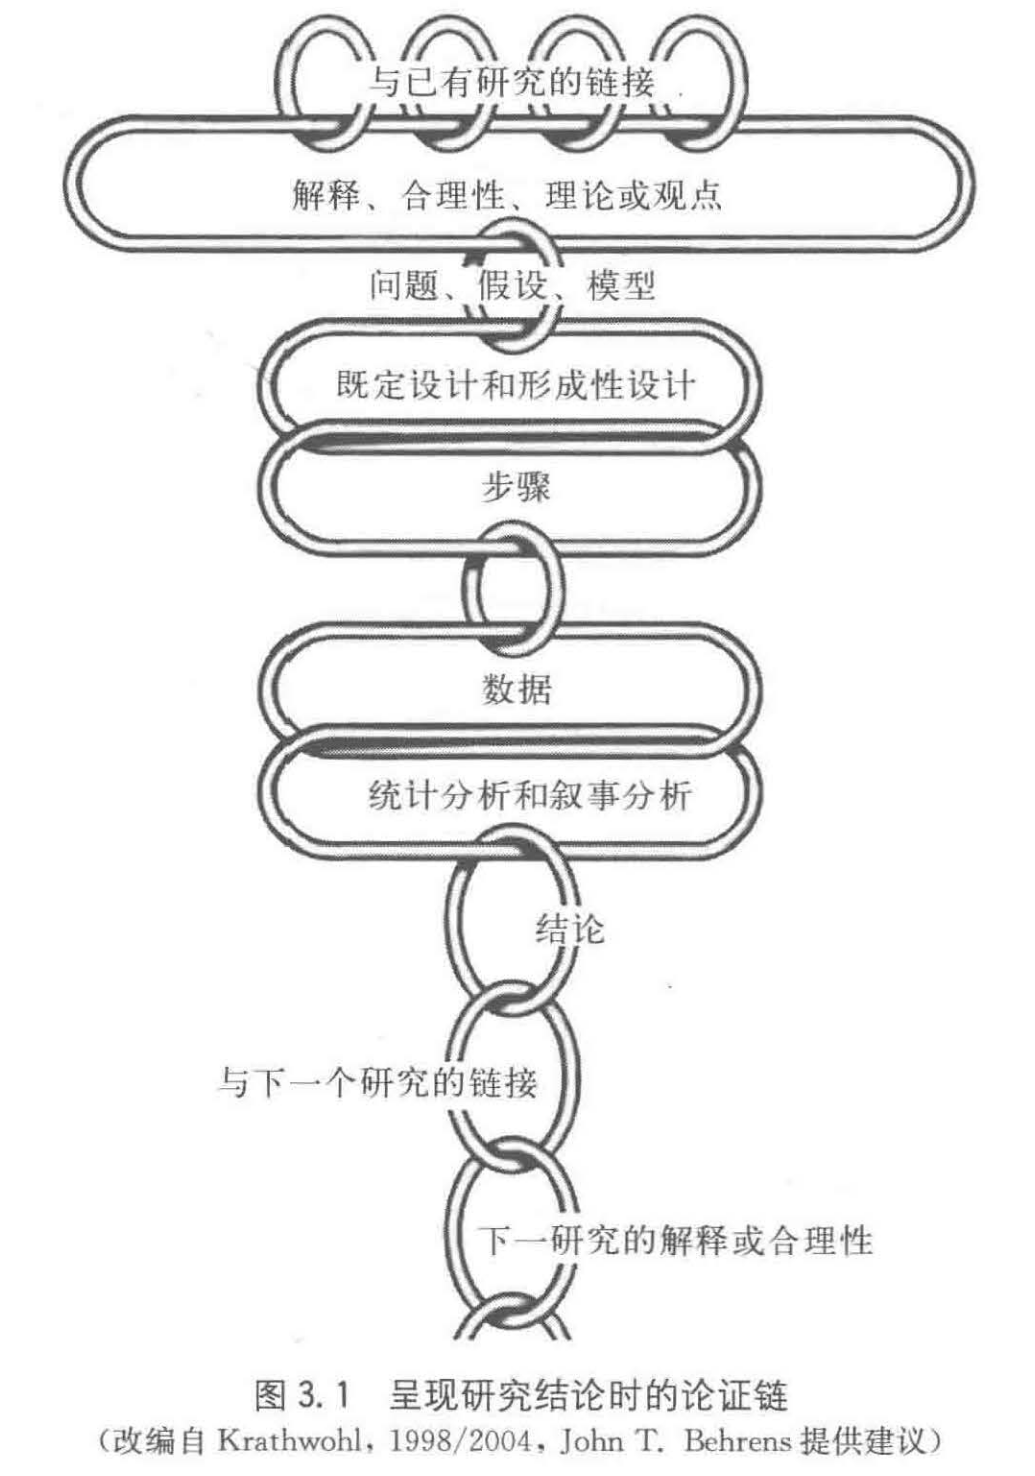 与已有研究的链接
解释、合理性、理论或观点
问题、假设、模型
既定设计和形成性设计
步骤
数据
统计分析和叙事分析
结论
与下一个研究的链接
下一研究的解释或合理性
图 3. 1 呈现研究结论时的论证链
(改编自 Krathwohl, 1998/2004, John T. Behrens 提供建议)